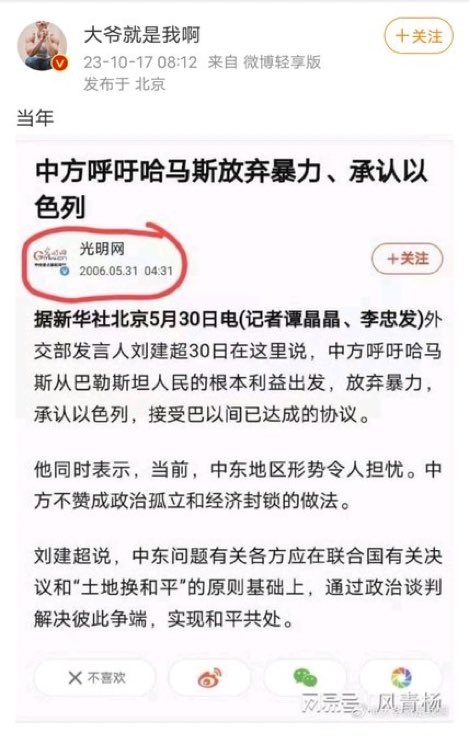 大爷就是我啊
+关注
23-10-17 08:12 来自 微博轻享版
发布于 北京
当年
中方呼吁哈马斯放弃暴力、承认以
色列
光明网
2006.05.31 04:31
+关注
据新华社北京5月30日电(记者谭晶晶、李忠发)外
交部发言人刘建超30日在这里说，中方呼吁哈马
斯从巴勒斯坦人民的根本利益出发，放弃暴力，
承认以色列，接受巴以间已达成的协议。
他同时表示，当前，中东地区形势令人担忧。中
方不赞成政治孤立和经济封锁的做法。
刘建超说，中东问题有关各方应在联合国有关决
议和“土地换和平”的原则基础上，通过政治谈判
解决彼此争端，实现和平共处。
不喜欢
搜狐号 风青杨